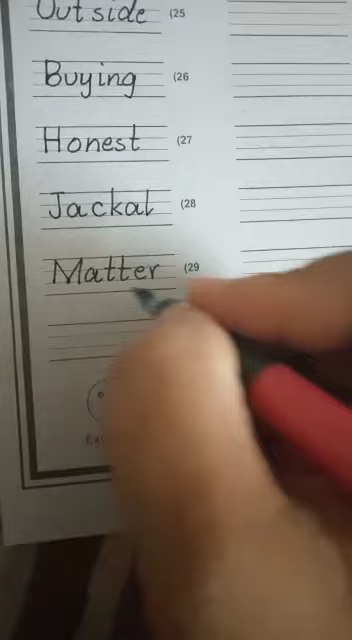 Outside (25
Buying (26
Honest (27
Jackal (28
Matter (29